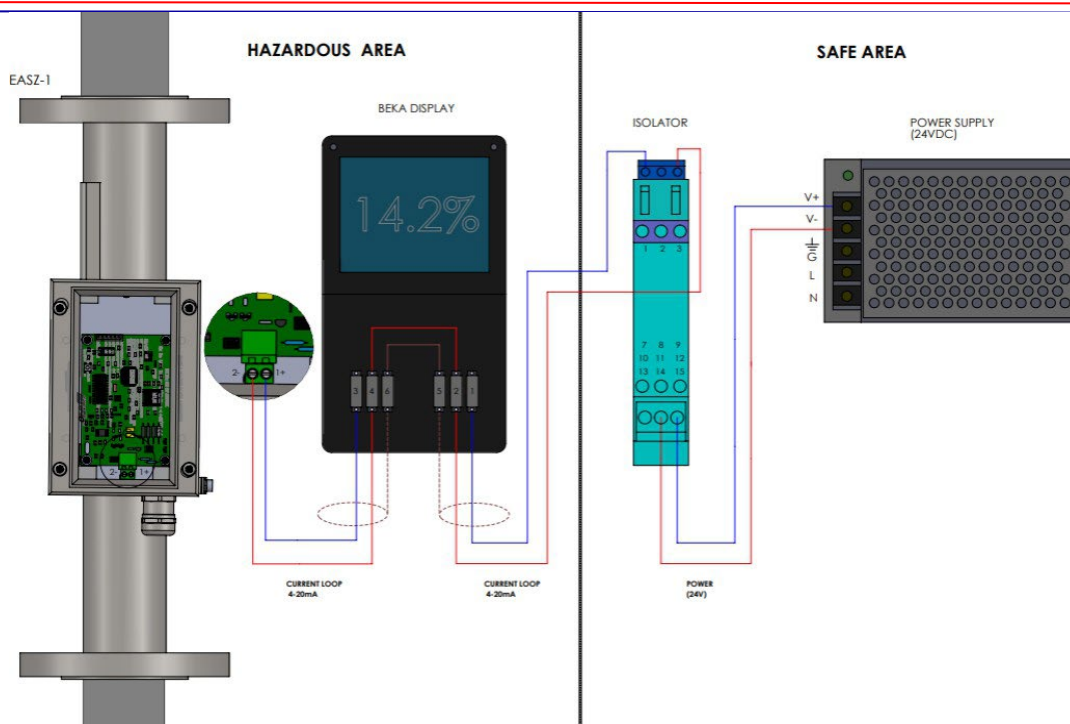 HAZARDOUS AREA
SAFE AREA
EASZ-1
BEKA DISPLAY
ISOLATOR
POWER SUPPLY
(24VDC)
14.2%
V+
V-
G
L
N
1 2 3
7 8 9
10 11 12
13 14 15
2- 1+
3 4 6 5 2 1
2- 1+
CURRENT LOOP
4-20mA
CURRENT LOOP
4-20mA
POWER
(24V)